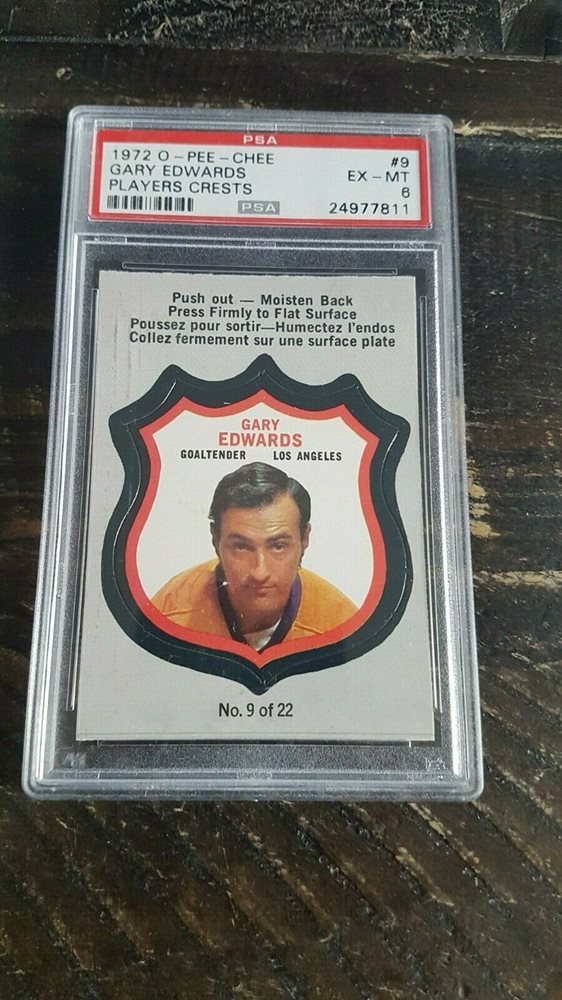 PSA
1972 O-PEE-CHEE #9
GARY EDWARDS EX-MT
PLAYERS CRESTS 6
PSA 24977811
Push out — Moisten Back
Press Firmly to Flat Surface
Poussez pour sortir—Humectez l'endos
Collez fermement sur une surface plate
GARY
EDWARDS
GOALTENDER LOS ANGELES
No. 9 of 22